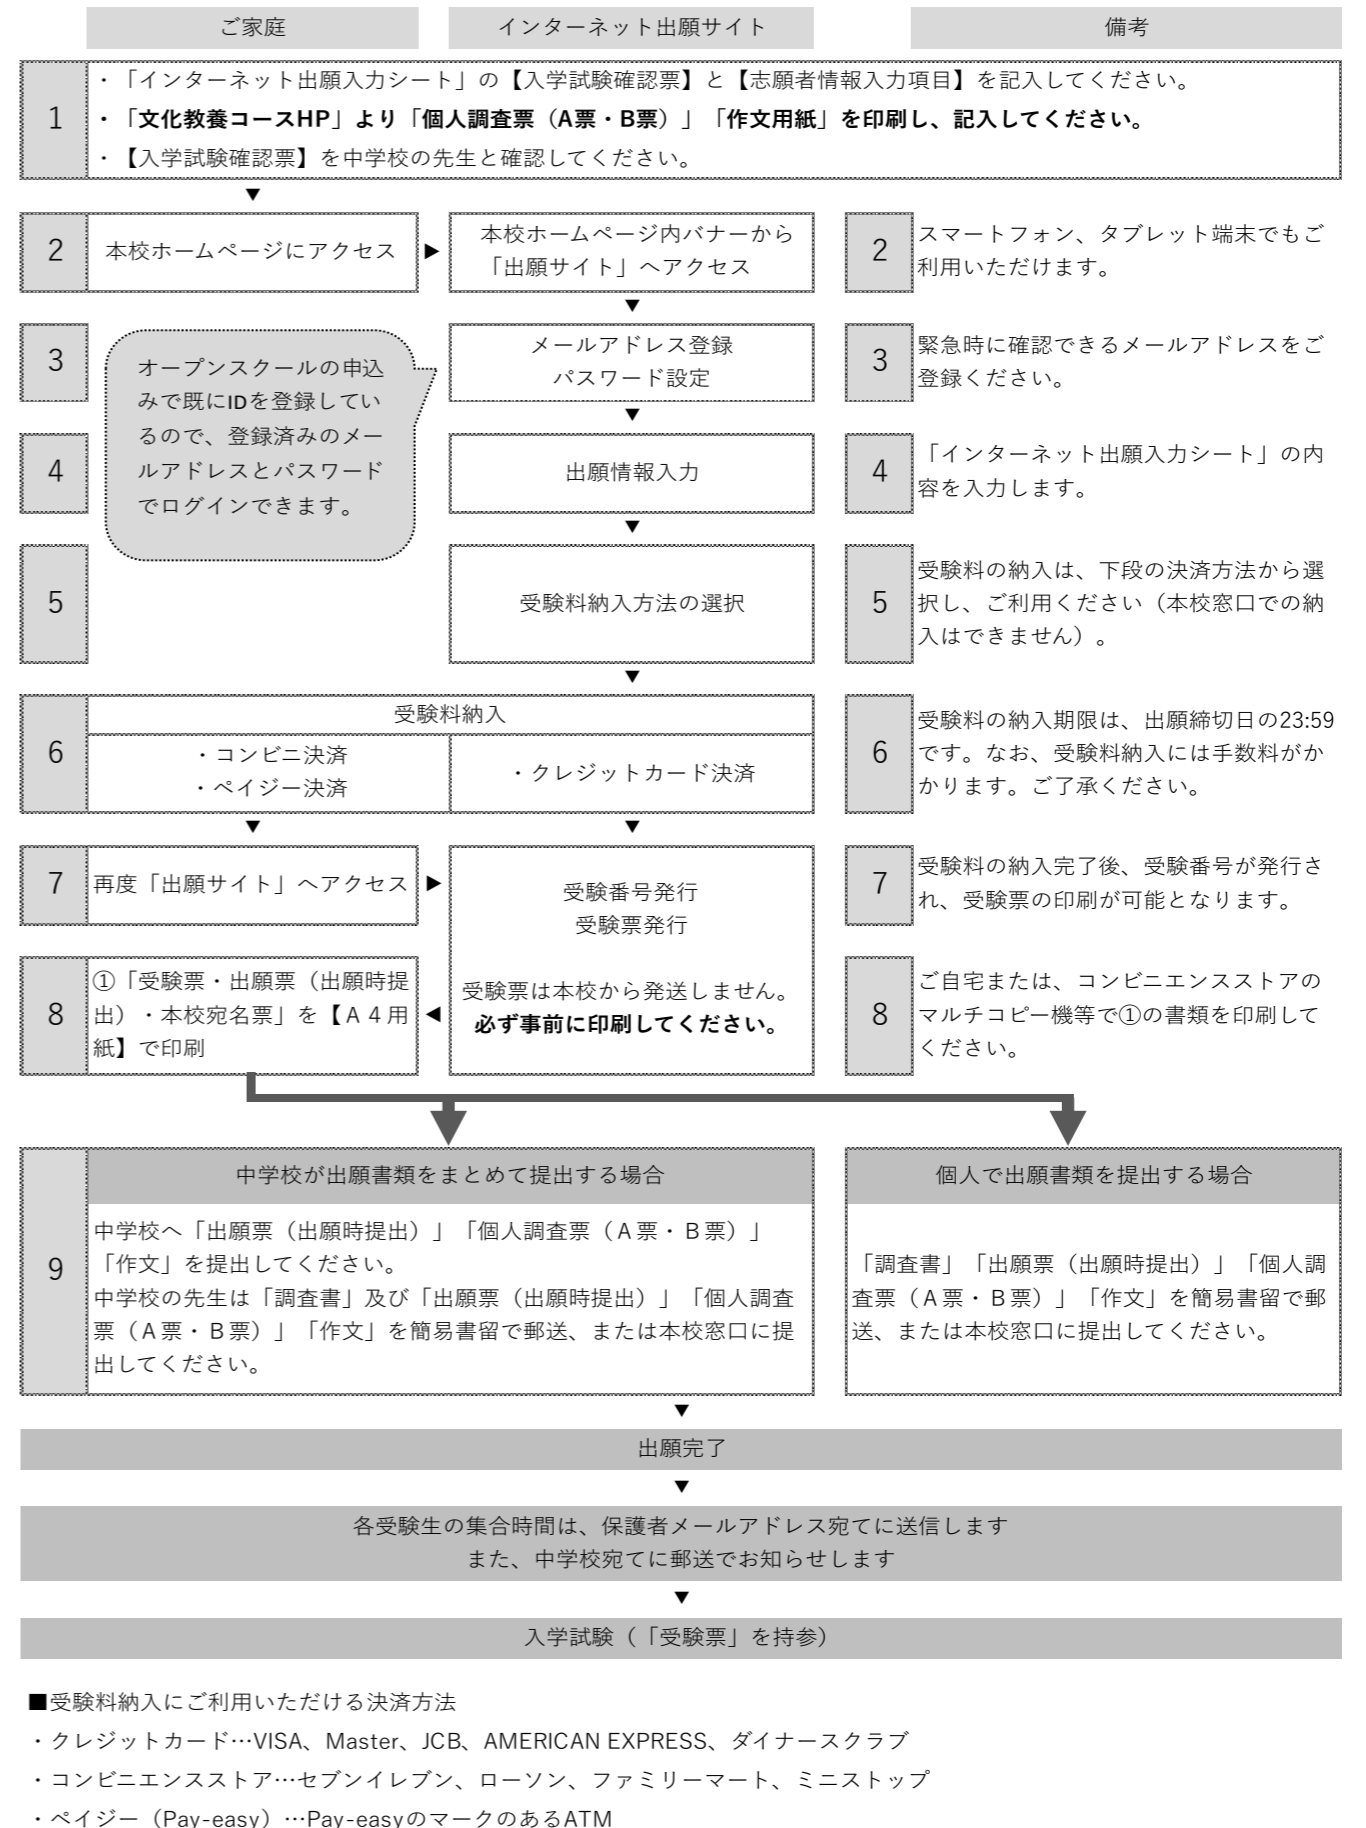 ご家庭
インターネット出願サイト
備考
1
・「インターネット出願入力シート」の【入学試験確認票】と【志願者情報入力項目】を記入してください。
・「文化教養コースHP」より「個人調査票（A票・B票）」「作文用紙」を印刷し、記入してください。
・【入学試験確認票】を中学校の先生と確認してください。
▼
2
本校ホームページにアクセス
▶
本校ホームページ内バナーから
「出願サイト」へアクセス
2
スマートフォン、タブレット端末でもご
利用いただけます。
▼
3
オープンスクールの申込
みで既にIDを登録してい
るので、登録済みのメー
ルアドレスとパスワード
でログインできます。
メールアドレス登録
パスワード設定
3
緊急時に確認できるメールアドレスをご
登録ください。
▼
4
出願情報入力
4
「インターネット出願入力シート」の内
容を入力します。
▼
5
受験料納入方法の選択
5
受験料の納入は、下段の決済方法から選
択し、ご利用ください（本校窓口での納
入はできません）。
▼
6
受験料納入
・コンビニ決済
・ペイジー決済
・クレジットカード決済
6
受験料の納入期限は、出願締切日の23:59
です。なお、受験料納入には手数料がか
かります。ご了承ください。
▼
▼
7
再度「出願サイト」へアクセス
▶
受験番号発行
受験票発行
受験票は本校から発送しません。
必ず事前に印刷してください。
7
受験料の納入完了後、受験番号が発行さ
れ、受験票の印刷が可能となります。
8
①「受験票・出願票（出願時提
出）・本校宛名票」を【Ａ４用
紙】で印刷
◀
8
ご自宅または、コンビニエンスストアの
マルチコピー機等で①の書類を印刷して
ください。
9
中学校が出願書類をまとめて提出する場合
中学校へ「出願票（出願時提出）」「個人調査票（Ａ票・Ｂ票）」
「作文」を提出してください。
中学校の先生は「調査書」及び「出願票（出願時提出）」「個人調査
票（Ａ票・Ｂ票）」「作文」を簡易書留で郵送、または本校窓口に提
出してください。
個人で出願書類を提出する場合
「調査書」「出願票（出願時提出）」「個人調
査票（Ａ票・Ｂ票）」「作文」を簡易書留で郵
送、または本校窓口に提出してください。
▼
出願完了
▼
各受験生の集合時間は、保護者メールアドレス宛てに送信します
また、中学校宛てに郵送でお知らせします
▼
入学試験（「受験票」を持参）
■受験料納入にご利用いただける決済方法
・クレジットカード…VISA、Master、JCB、AMERICAN EXPRESS、ダイナースクラブ
・コンビニエンスストア…セブンイレブン、ローソン、ファミリーマート、ミニストップ
・ペイジー（Pay-easy）…Pay-easyのマークのあるATM